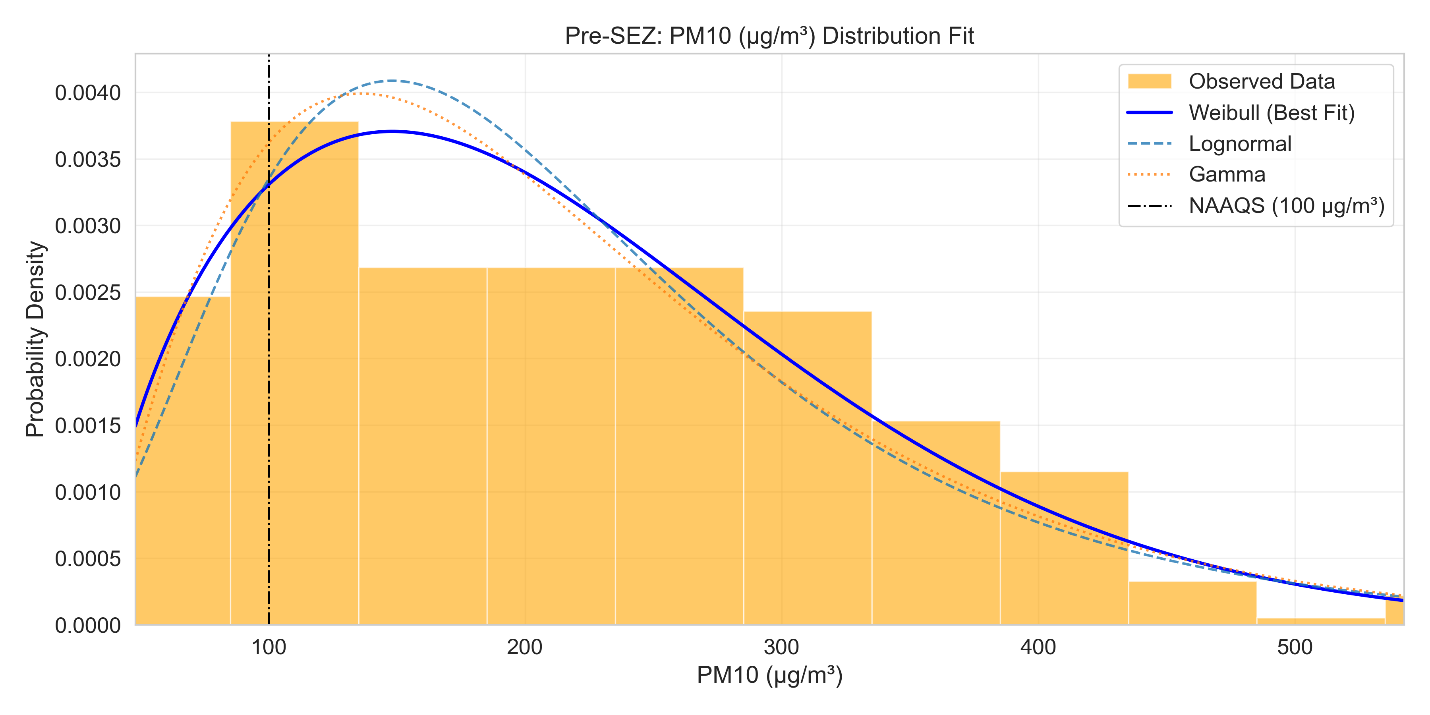 Pre-SEZ: PM10 (µg/m³) Distribution Fit
Observed Data
Weibull (Best Fit)
Lognormal
Gamma
NAAQS (100 µg/m³)
Probability Density
0.0040
0.0035
0.0030
0.0025
0.0020
0.0015
0.0010
0.0005
0.0000
100 200 300 400 500
PM10 (µg/m³)